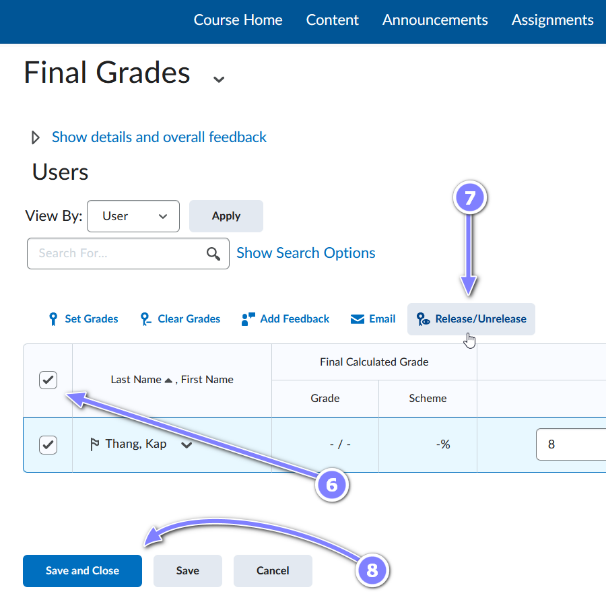 Course Home Content Announcements Assignments
Final Grades
Show details and overall feedback
Users
View By: User Apply
Search For... Show Search Options
7
Set Grades Clear Grades Add Feedback Email Release/Unrelease
Final Calculated Grade
Last Name , First Name
Grade Scheme
Thang, Kap - / - -% 8
6
8
Save and Close Save Cancel